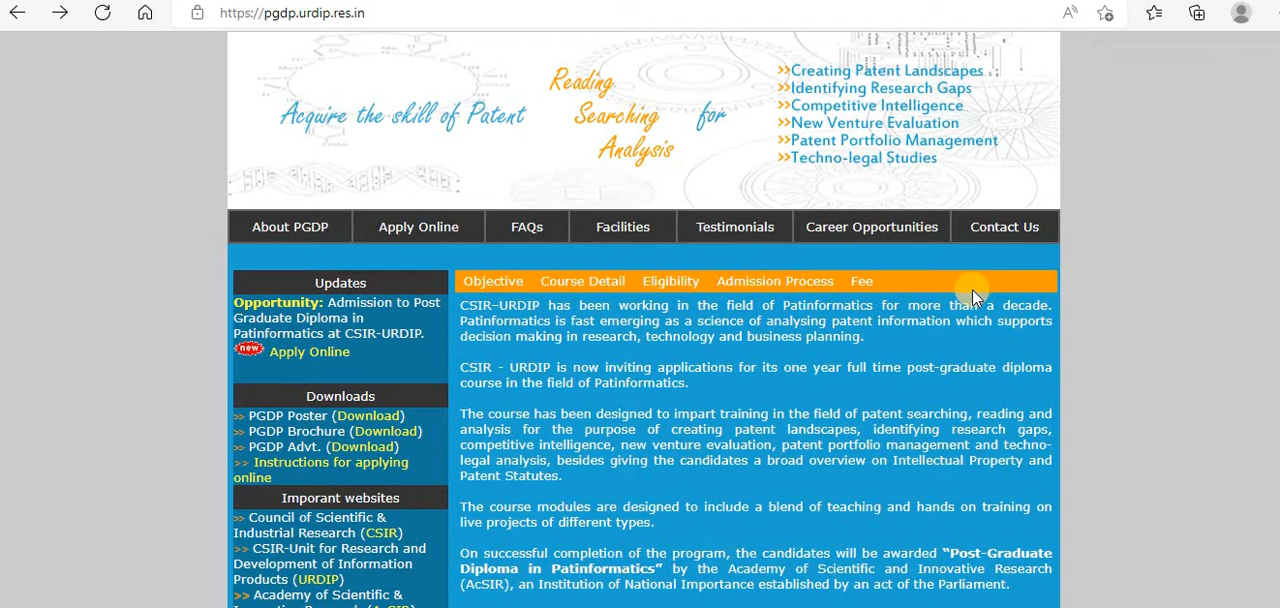 https://pgdp.urdip.res.in
Acquire the skill of Patent
Reading
Searching
Analysis
for
>>Creating Patent Landscapes
>>Identifying Research Gaps
>>Competitive Intelligence
>>New Venture Evaluation
>>Patent Portfolio Management
>>Techno-legal Studies
About PGDP
Apply Online
FAQs
Facilities
Testimonials
Career Opportunities
Contact Us
Updates
Opportunity: Admission to Post
Graduate Diploma in
Patinformatics at CSIR-URDIP.
new Apply Online
Downloads
>> PGDP Poster (Download)
>> PGDP Brochure (Download)
>> PGDP Advt. (Download)
>> Instructions for applying
online
Imporant websites
>> Council of Scientific &
Industrial Research (CSIR)
>> CSIR-Unit for Research and
Development of Information
Products (URDIP)
>> Academy of Scientific &
Objective Course Detail Eligibility Admission Process Fee
CSIR-URDIP has been working in the field of Patinformatics for more than a decade.
Patinformatics is fast emerging as a science of analysing patent information which supports
decision making in research, technology and business planning.
CSIR - URDIP is now inviting applications for its one year full time post-graduate diploma
course in the field of Patinformatics.
The course has been designed to impart training in the field of patent searching, reading and
analysis for the purpose of creating patent landscapes, identifying research gaps,
competitive intelligence, new venture evaluation, patent portfolio management and techno-
legal analysis, besides giving the candidates a broad overview on Intellectual Property and
Patent Statutes.
The course modules are designed to include a blend of teaching and hands on training on
live projects of different types.
On successful completion of the program, the candidates will be awarded “Post-Graduate
Diploma in Patinformatics” by the Academy of Scientific and Innovative Research
(AcSIR), an Institution of National Importance established by an act of the Parliament.